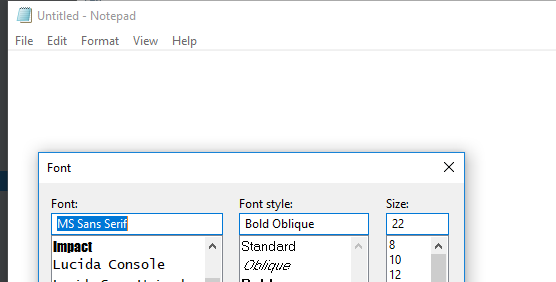 Untitled - Notepad
File Edit Format View Help
Font
Font: Font style: Size:
MS Sans Serif Bold Oblique 22
Impact Standard 8
Lucida Console Oblique 10
12